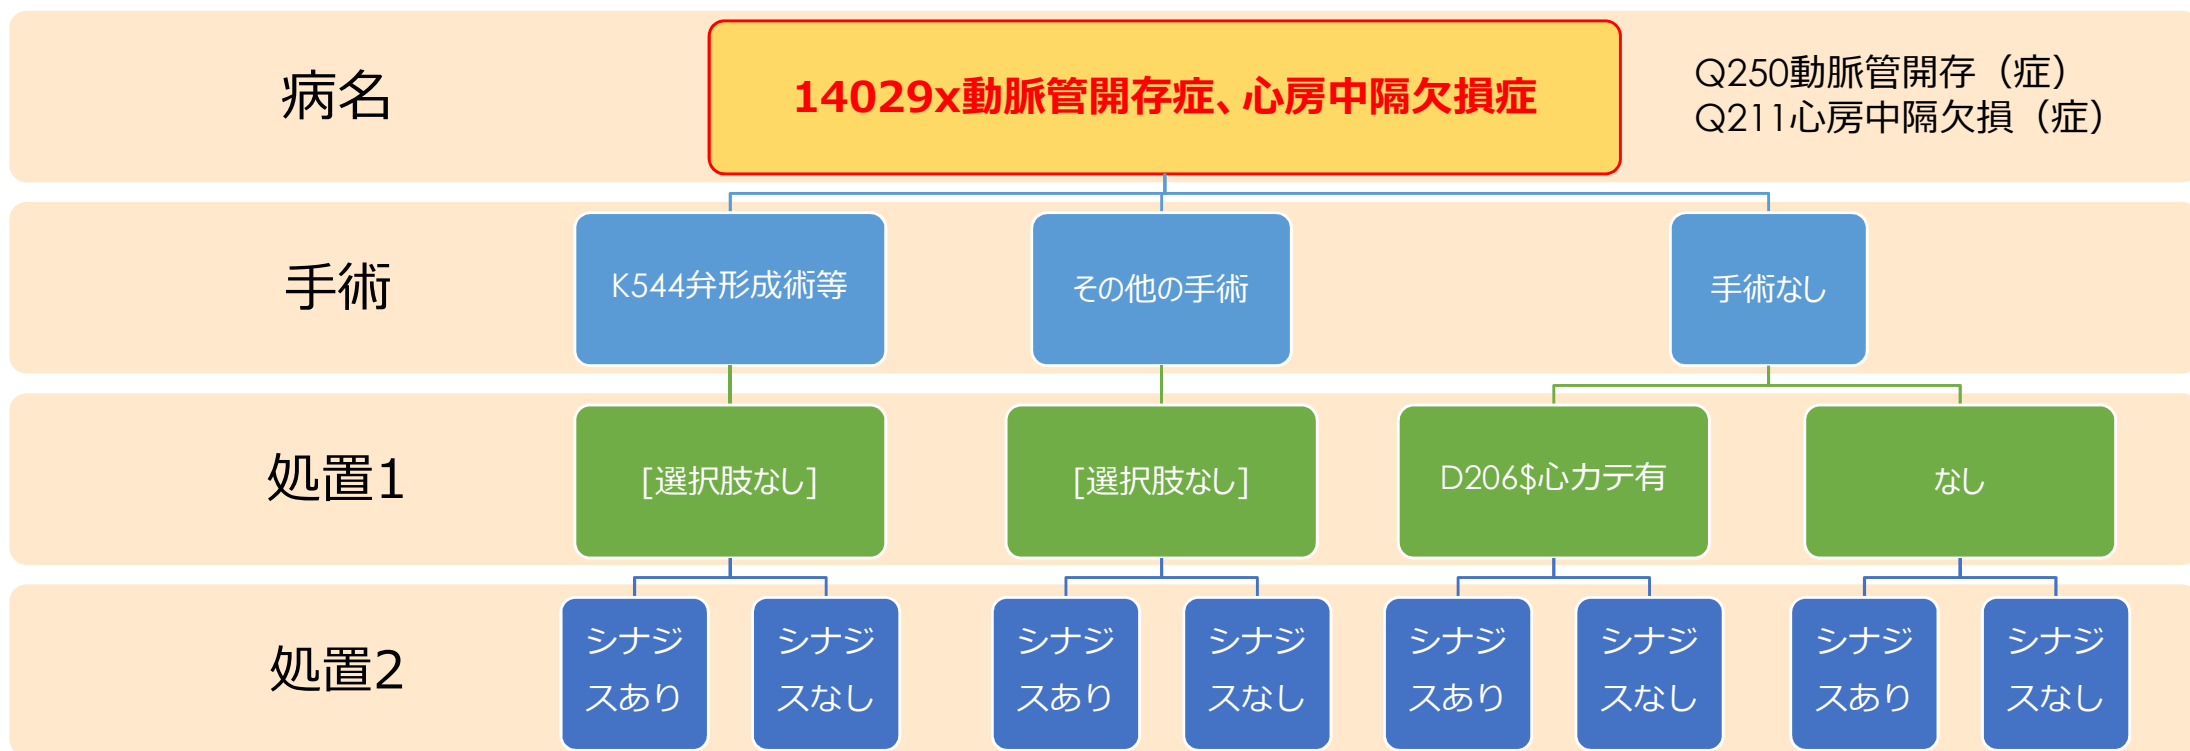 病名
14029x動脈管開存症、心房中隔欠損症
Q250動脈管開存（症）
Q211心房中隔欠損（症）
手術
K544弁形成術等
その他の手術
手術なし
処置1
[選択肢なし]
[選択肢なし]
D206$心カテ有
なし
処置2
シナジ
スあり
シナジ
スなし
シナジ
スあり
シナジ
スなし
シナジ
スあり
シナジ
スなし
シナジ
スあり
シナジ
スなし